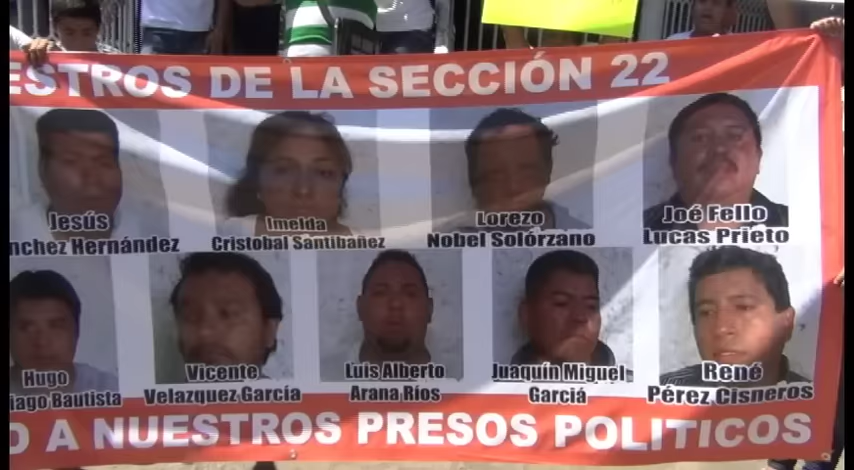 ESTROS DE LA SECCIÓN 22
Jesús
nchez Hernández
Imelda
Cristobal Santibañez
Lorezo
Nobel Solórzano
Joé Fello
Lucas Prieto
Hugo
iago Bautista
Vicente
Velazquez García
Luis Alberto
Arana Ríos
Juaquín Miguel
Garciá
René
Pérez Cisneros
O A NUESTROS PRESOS POLITICOS